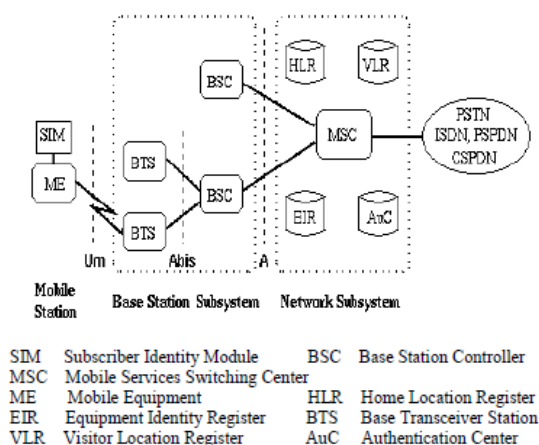 HLR VLR
BSC
PSTN
ISDN, PSPDN
CSPDN
MSC
SIM
BTS
ME
BSC
BTS
EIR AuC
Um Abis A
Mobile
Station
Base Station Subsystem Network Subsystem
SIM Subscriber Identity Module BSC Base Station Controller
MSC Mobile Services Switching Center
ME Mobile Equipment HLR Home Location Register
EIR Equipment Identity Register BTS Base Transceiver Station
VLR Visitor Location Register AuC Authentication Center